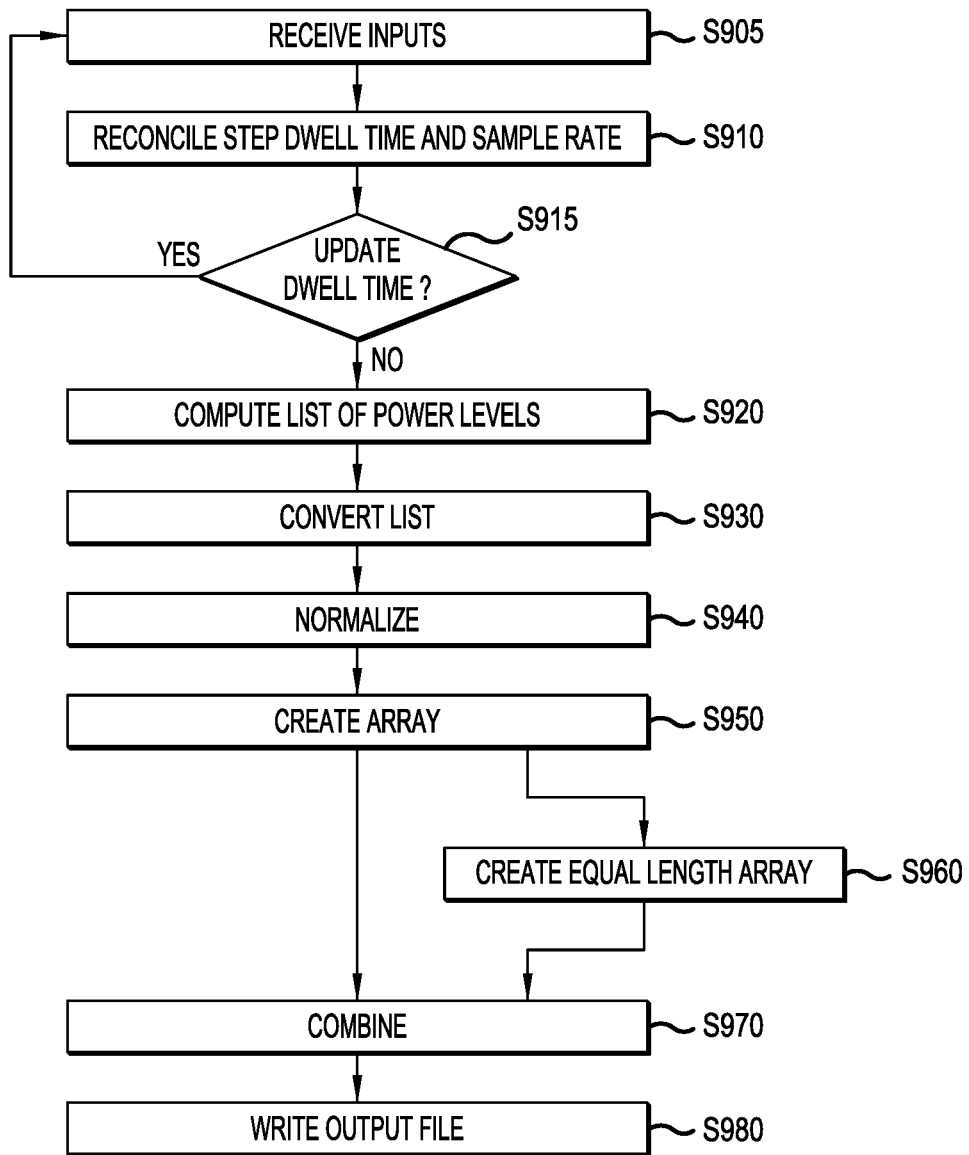 RECEIVE INPUTS
S905
RECONCILE STEP DWELL TIME AND SAMPLE RATE
S910
S915
YES
UPDATE
DWELL TIME ?
NO
COMPUTE LIST OF POWER LEVELS
S920
CONVERT LIST
S930
NORMALIZE
S940
CREATE ARRAY
S950
CREATE EQUAL LENGTH ARRAY
S960
COMBINE
S970
WRITE OUTPUT FILE
S980